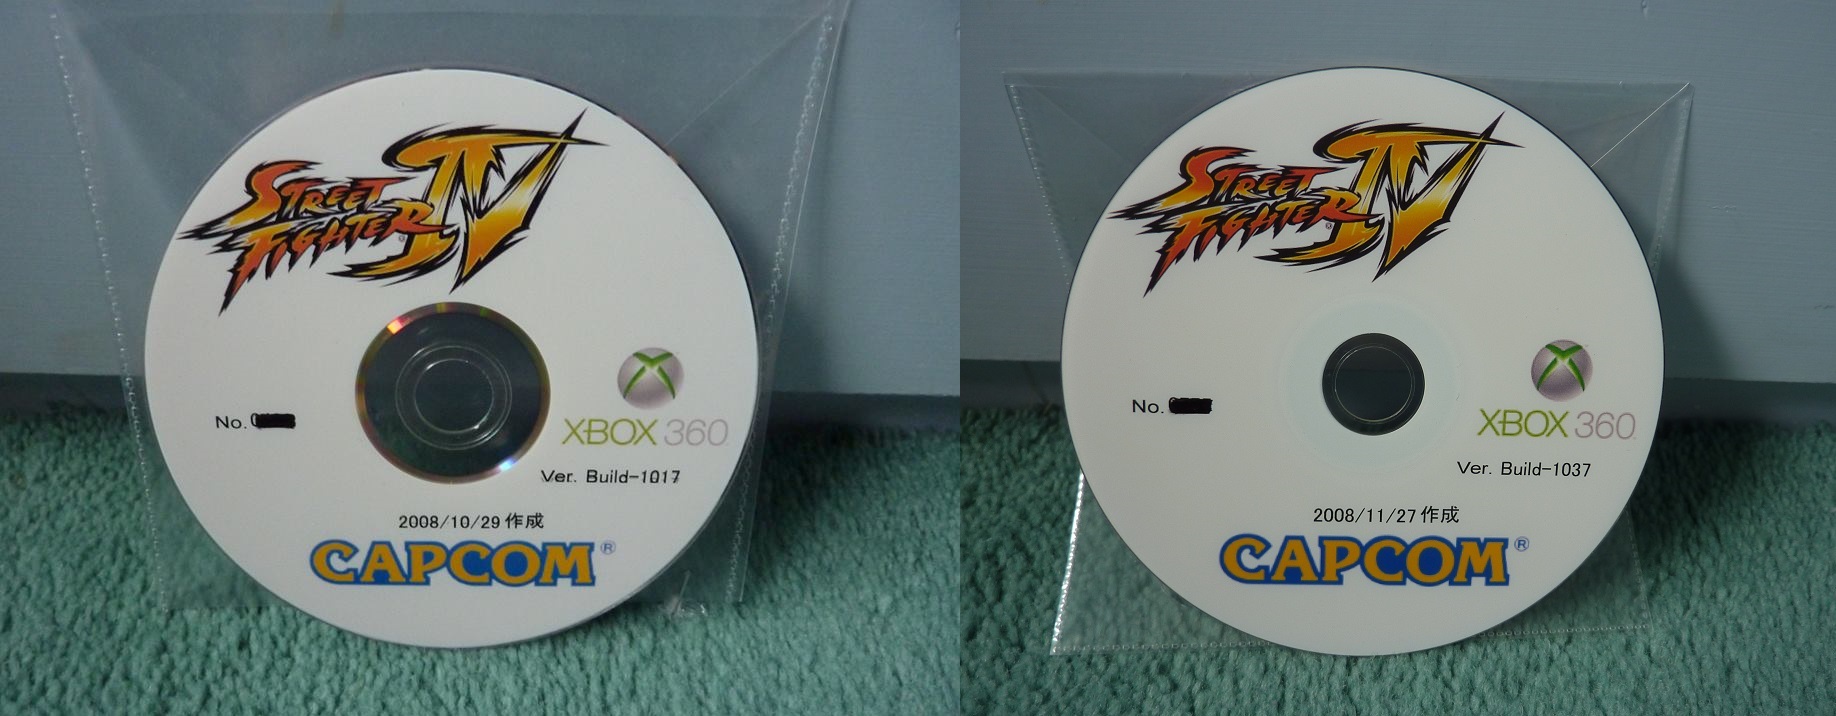 STREET
FIGHTER IV
No.
XBOX 360
Ver. Build-1017
2008/10/29 作成
CAPCOM®
STREET
FIGHTER IV
No.
XBOX 360
Ver. Build-1037
2008/11/27 作成
CAPCOM®